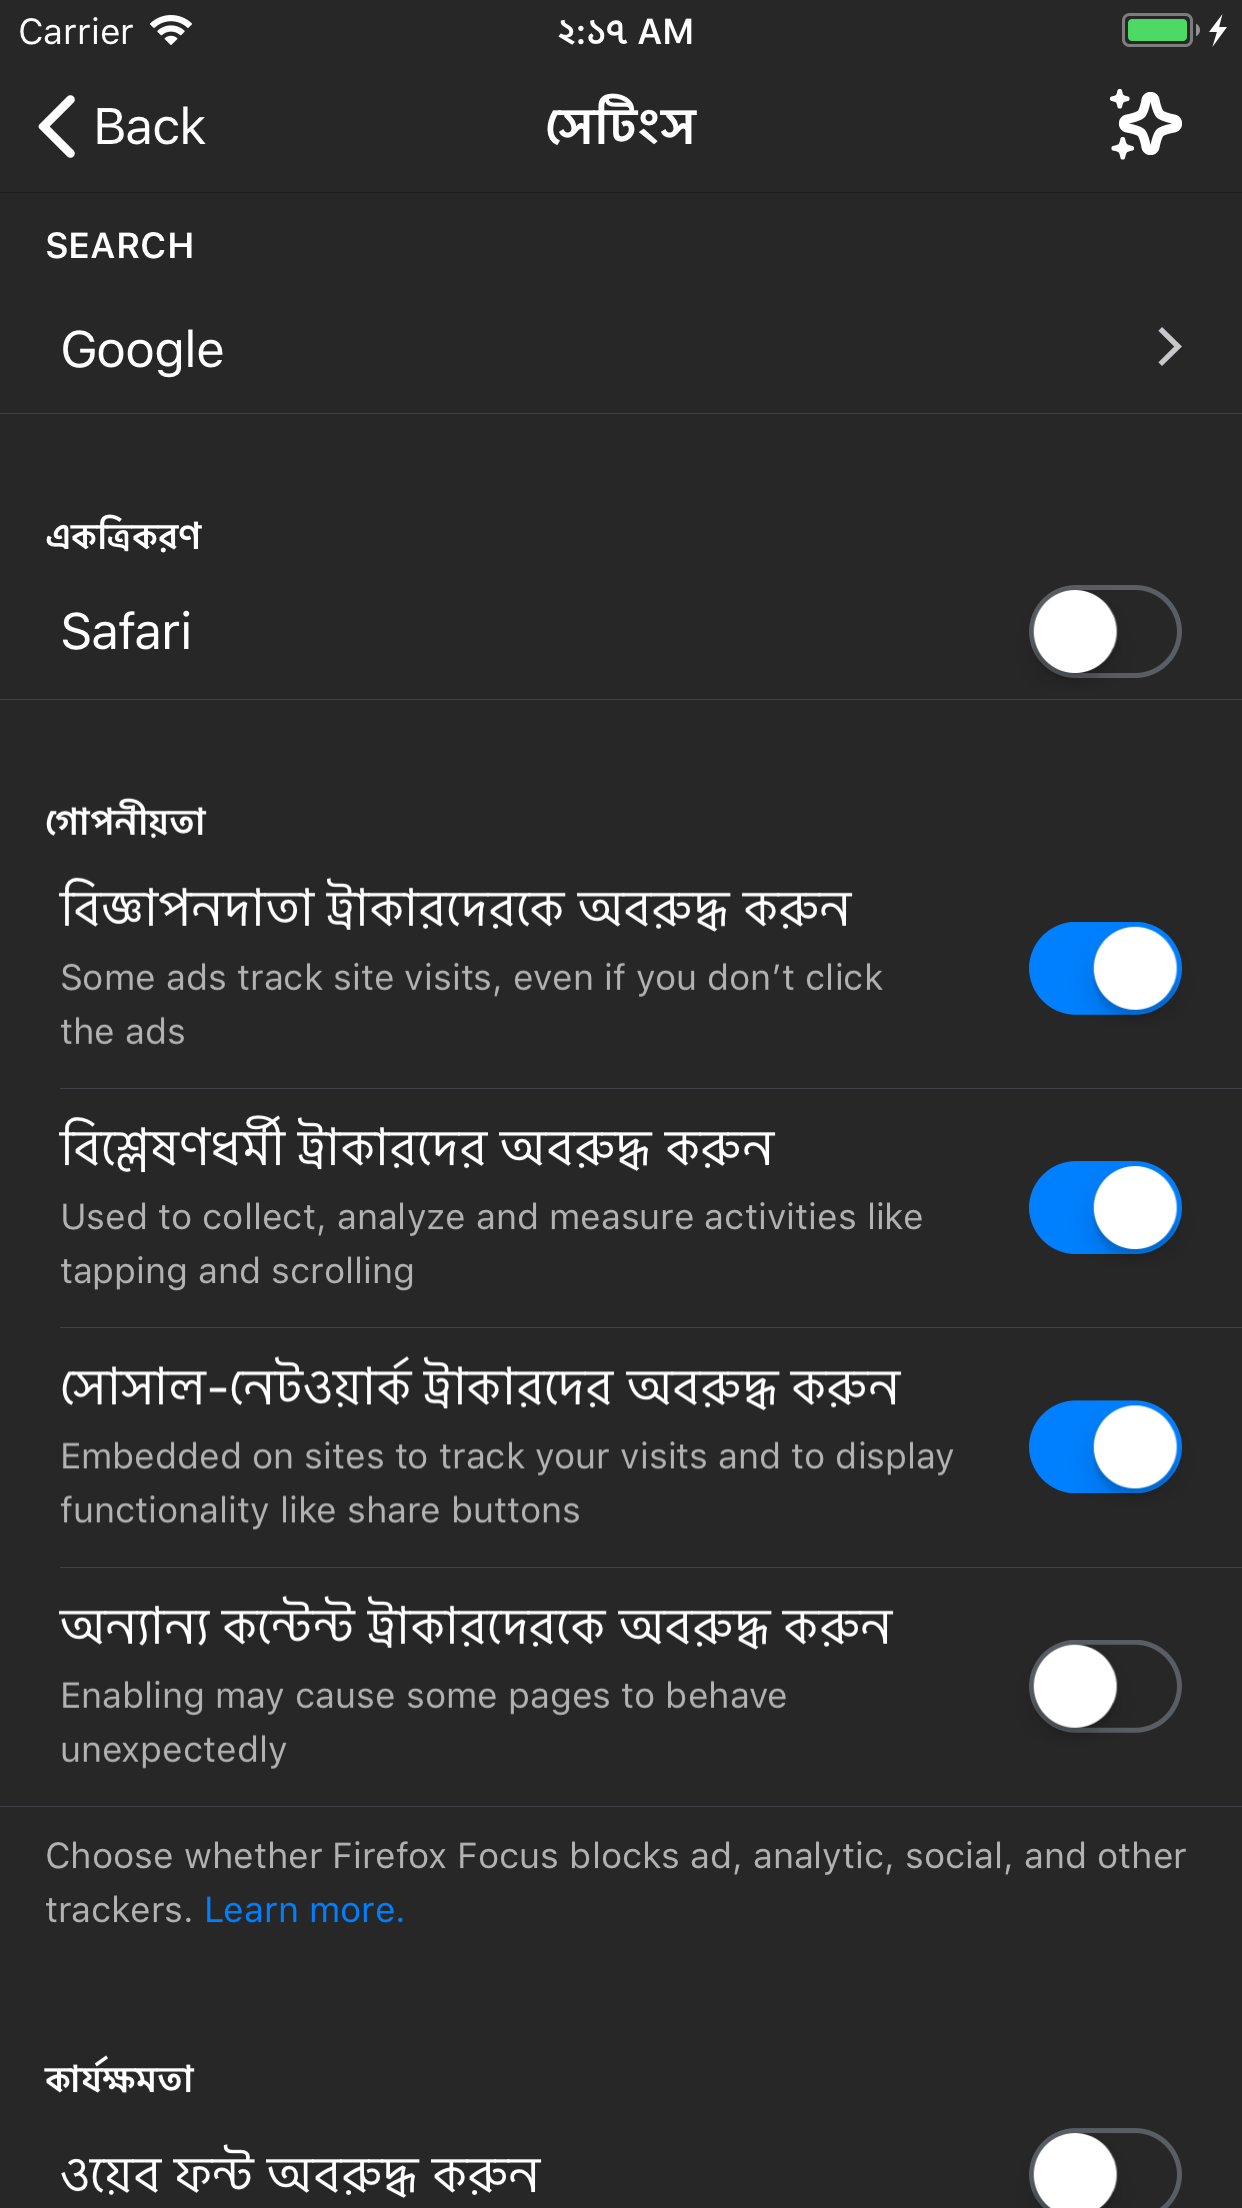 Carrier ২:১৭ AM
Back সেটিংস
SEARCH
Google
একত্রিকরণ
Safari
গোপনীয়তা
বিজ্ঞাপনদাতা ট্রাকারদেরকে অবরুদ্ধ করুন
Some ads track site visits, even if you don’t click
the ads
বিশ্লেষণধর্মী ট্রাকারদের অবরুদ্ধ করুন
Used to collect, analyze and measure activities like
tapping and scrolling
সোসাল-নেটওয়ার্ক ট্রাকারদের অবরুদ্ধ করুন
Embedded on sites to track your visits and to display
functionality like share buttons
অন্যান্য কন্টেন্ট ট্রাকারদেরকে অবরুদ্ধ করুন
Enabling may cause some pages to behave
unexpectedly
Choose whether Firefox Focus blocks ad, analytic, social, and other
trackers. Learn more.
কার্যক্ষমতা
ওয়েব ফন্ট অবরুদ্ধ করুন